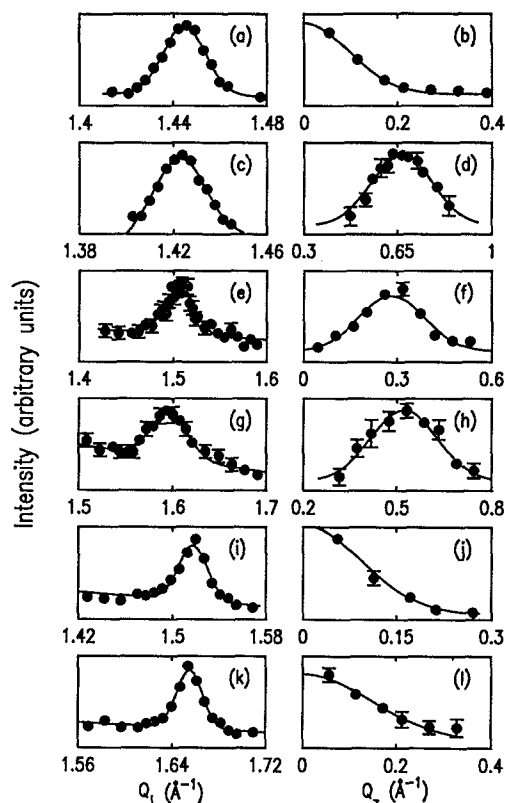 Intensity (arbitrary units)
(a) (b)
1.4 1.44 1.48 0 0.2 0.4
(c) (d)
1.38 1.42 1.46 0.3 0.65 1
(e) (f)
1.4 1.5 1.6 0 0.3 0.6
(g) (h)
1.5 1.6 1.7 0.2 0.5 0.8
(i) (j)
1.42 1.5 1.58 0 0.15 0.3
(k) (l)
1.56 1.64 1.72 0 0.2 0.4
(Å⁻¹) (Å⁻¹)